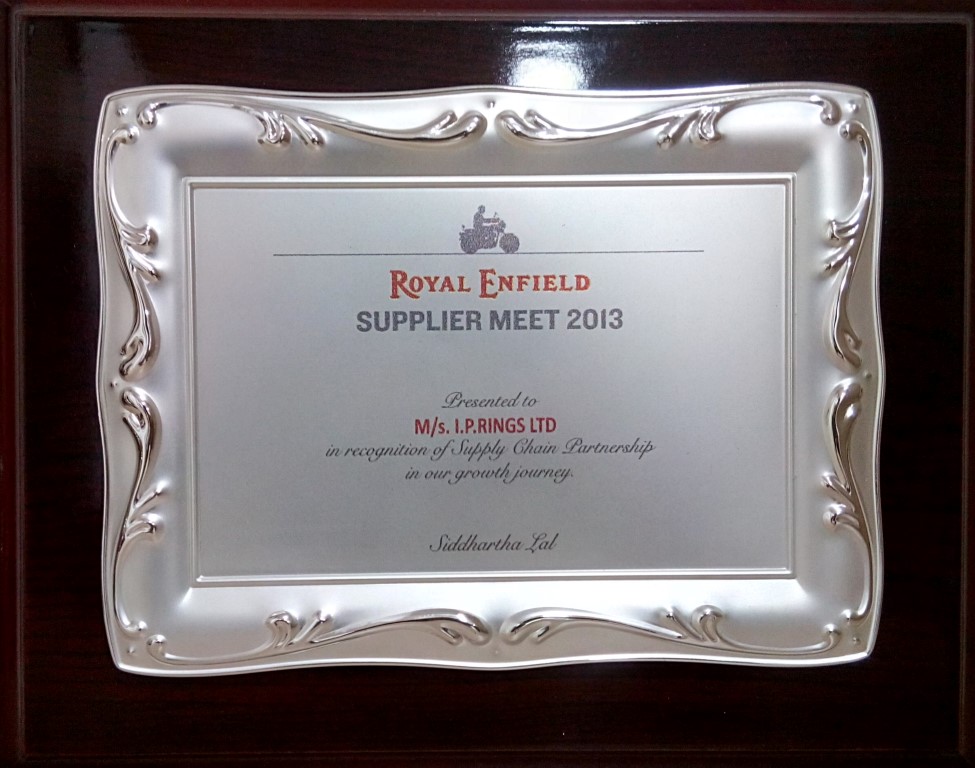 ROYAL ENFIELD
SUPPLIER MEET 2013
Presented to
M/s. I.P.RINGS LTD
in recognition of Supply Chain Partnership
in our growth journey.
Siddhartha Lal